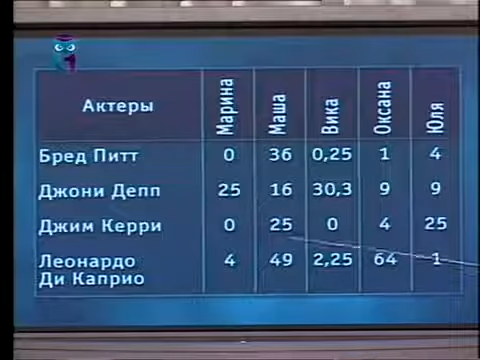 Актеры Марина Маша Вика Оксана Юля
Бред Питт 0 36 0,25 1 4
Джони Депп 25 16 30,3 9 9
Джим Керри 0 25 0 4 25
Леонардо
Ди Каприо 4 49 2,25 64 1